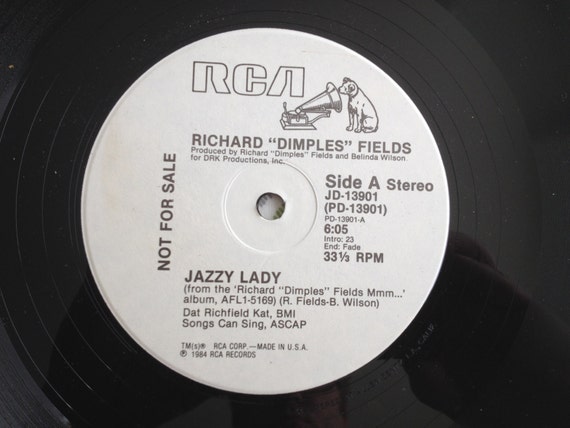 RCA
RICHARD "DIMPLES" FIELDS
Produced by Richard "Dimples" Fields and Belinda Wilson.
for DRK Productions, Inc.
NOT FOR SALE
Side A Stereo
JD-13901
(PD-13901)
PD-13901-A
6:05
Intro: 23
End: Fade
33⅓ RPM
JAZZY LADY
(from the 'Richard "Dimples" Fields Mmm...'
album, AFL1-5169) (R. Fields-B. Wilson)
Dat Richfield Kat, BMI
Songs Can Sing, ASCAP
TM(s)® RCA CORP.—MADE IN U.S.A.
℗ 1984 RCA RECORDS